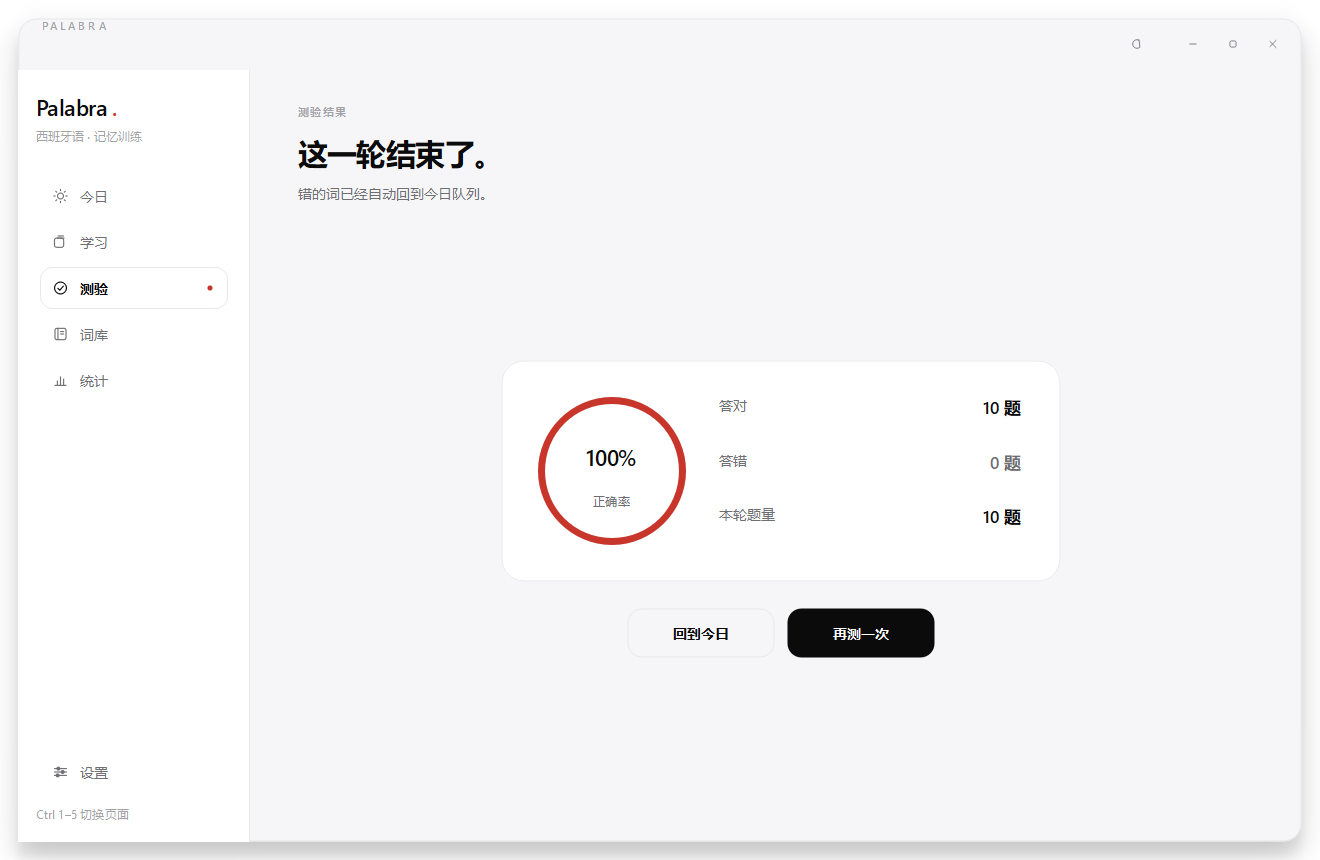 PALABRA
Palabra .
西班牙语 · 记忆训练
今日
学习
测验
词库
统计
设置
Ctrl 1–5 切换页面
测验结果
这一轮结束了。
错的词已经自动回到今日队列。
100%
正确率
答对 10 题
答错 0 题
本轮题量 10 题
回到今日 再测一次